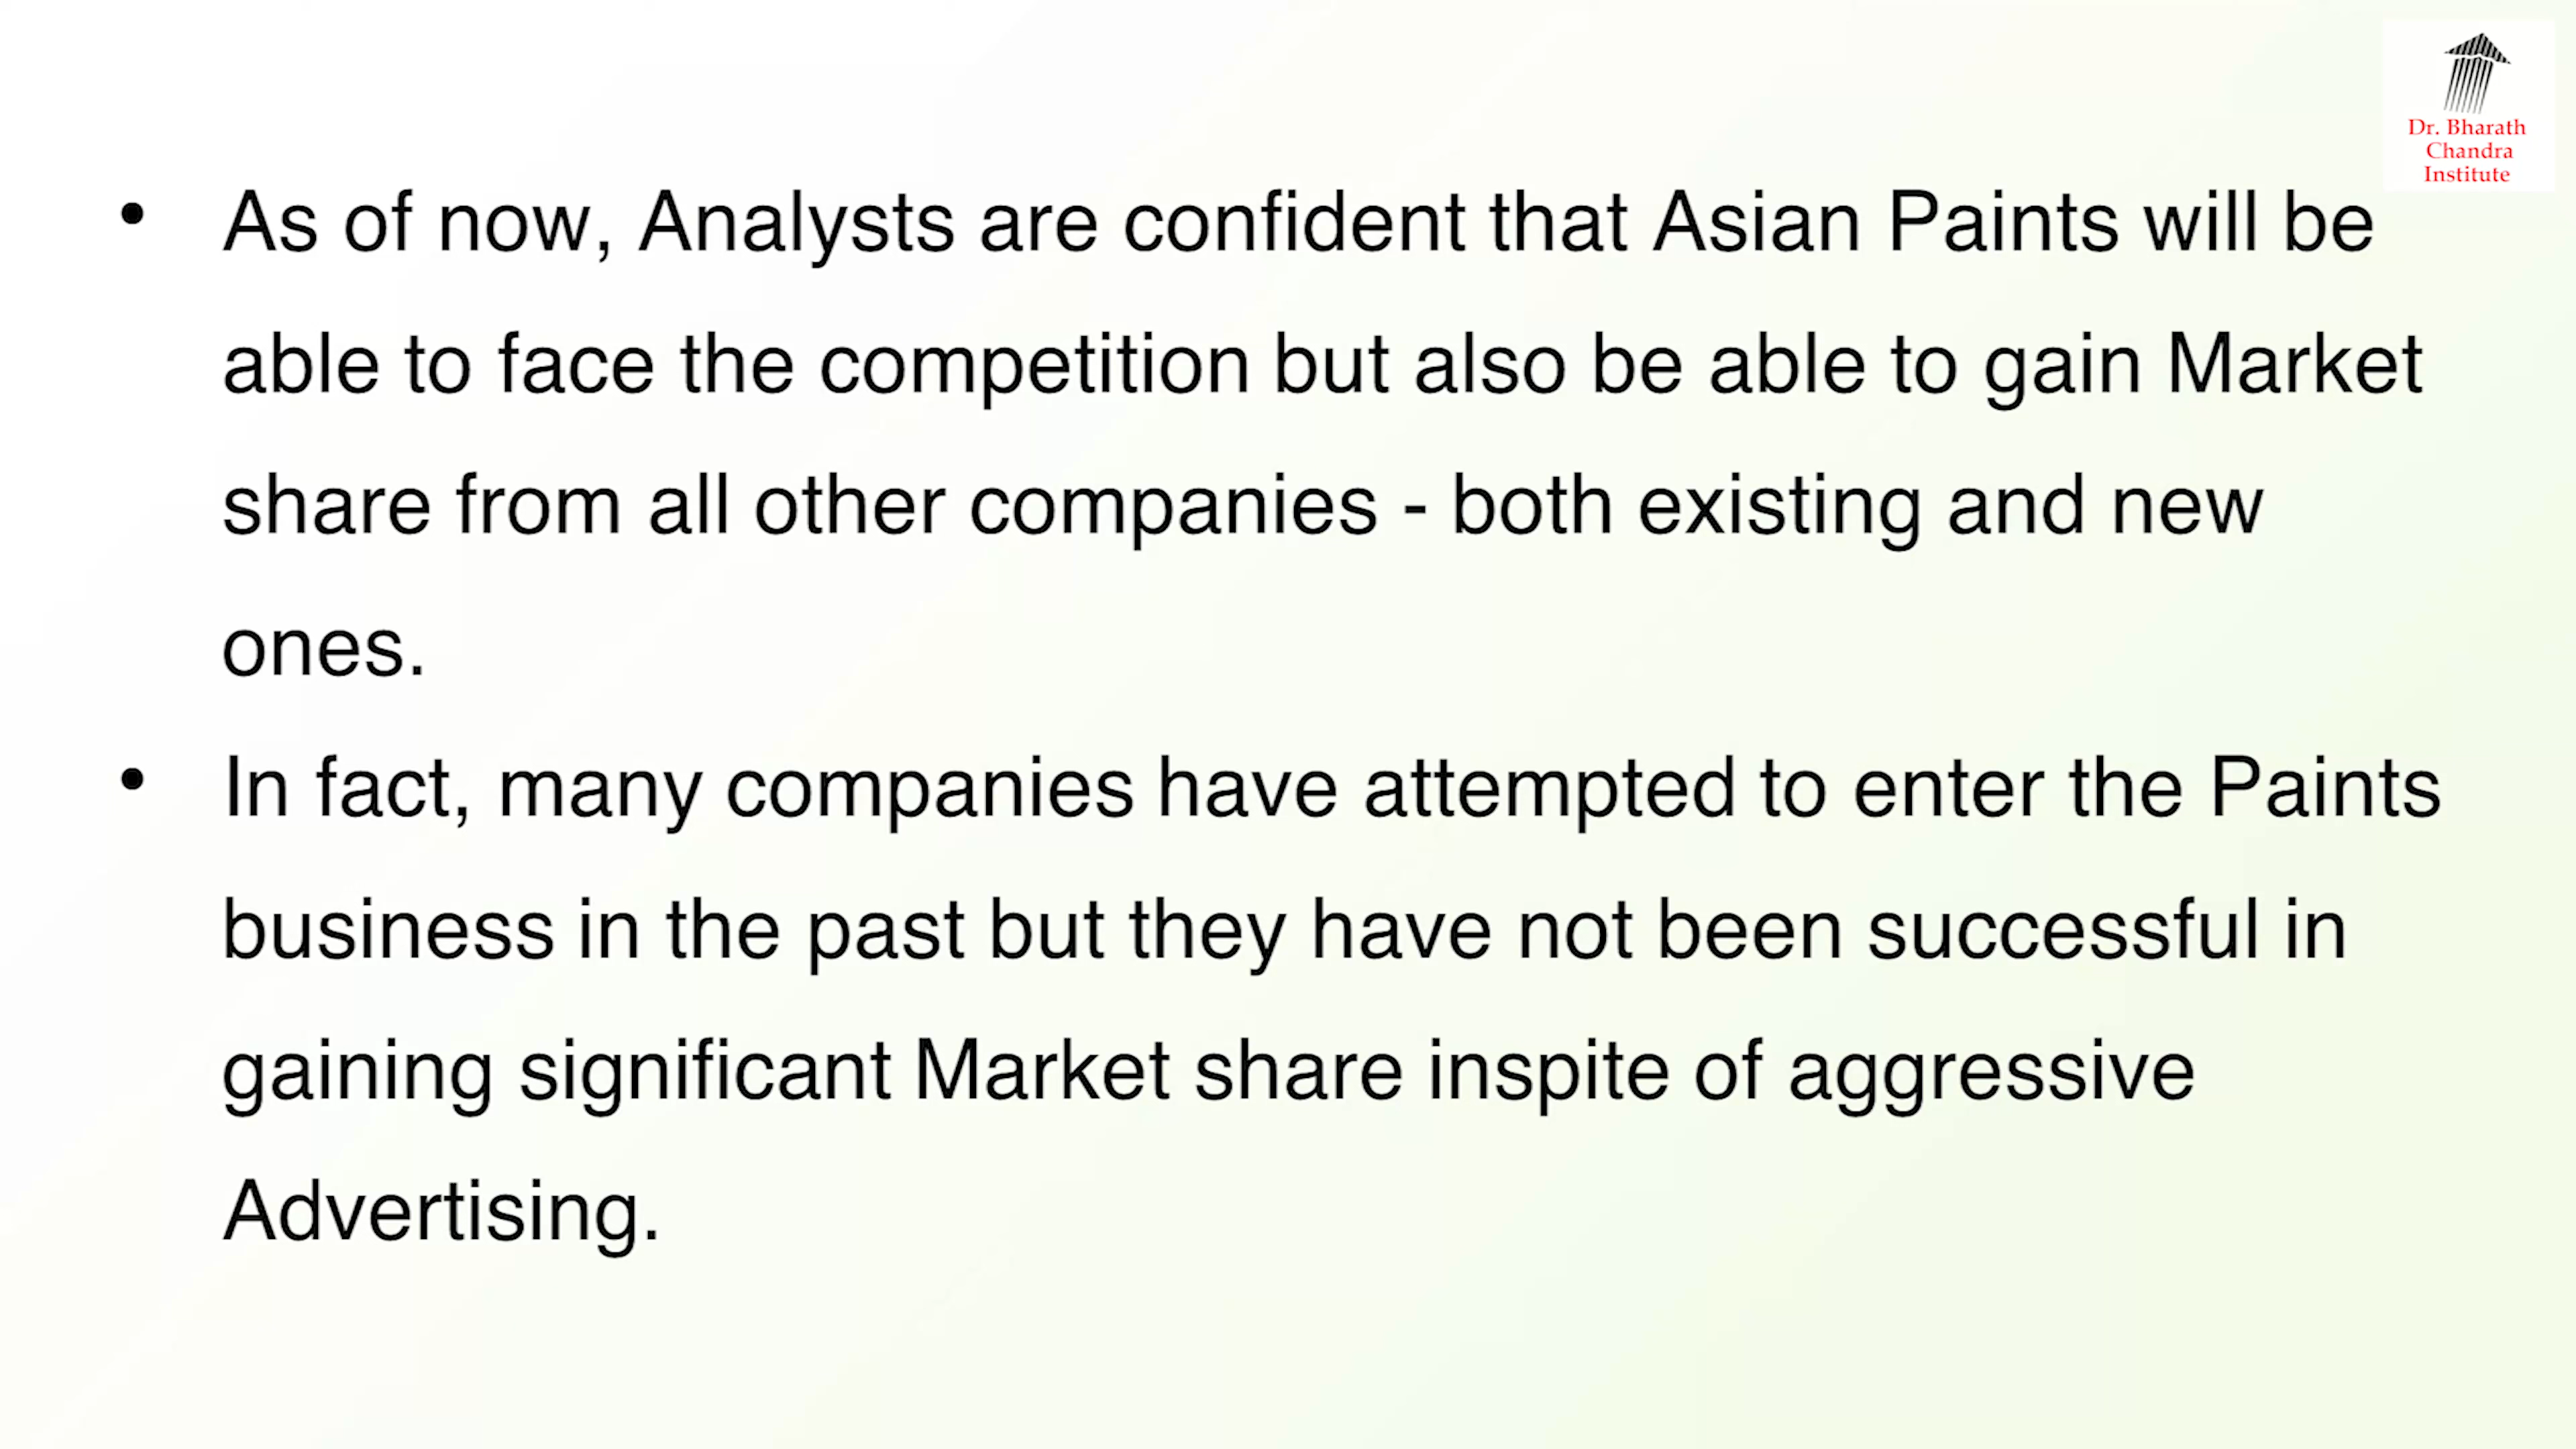 Dr. Bharath
Chandra
Institute
• As of now, Analysts are confident that Asian Paints will be
able to face the competition but also be able to gain Market
share from all other companies - both existing and new
ones.
• In fact, many companies have attempted to enter the Paints
business in the past but they have not been successful in
gaining significant Market share inspite of aggressive
Advertising.